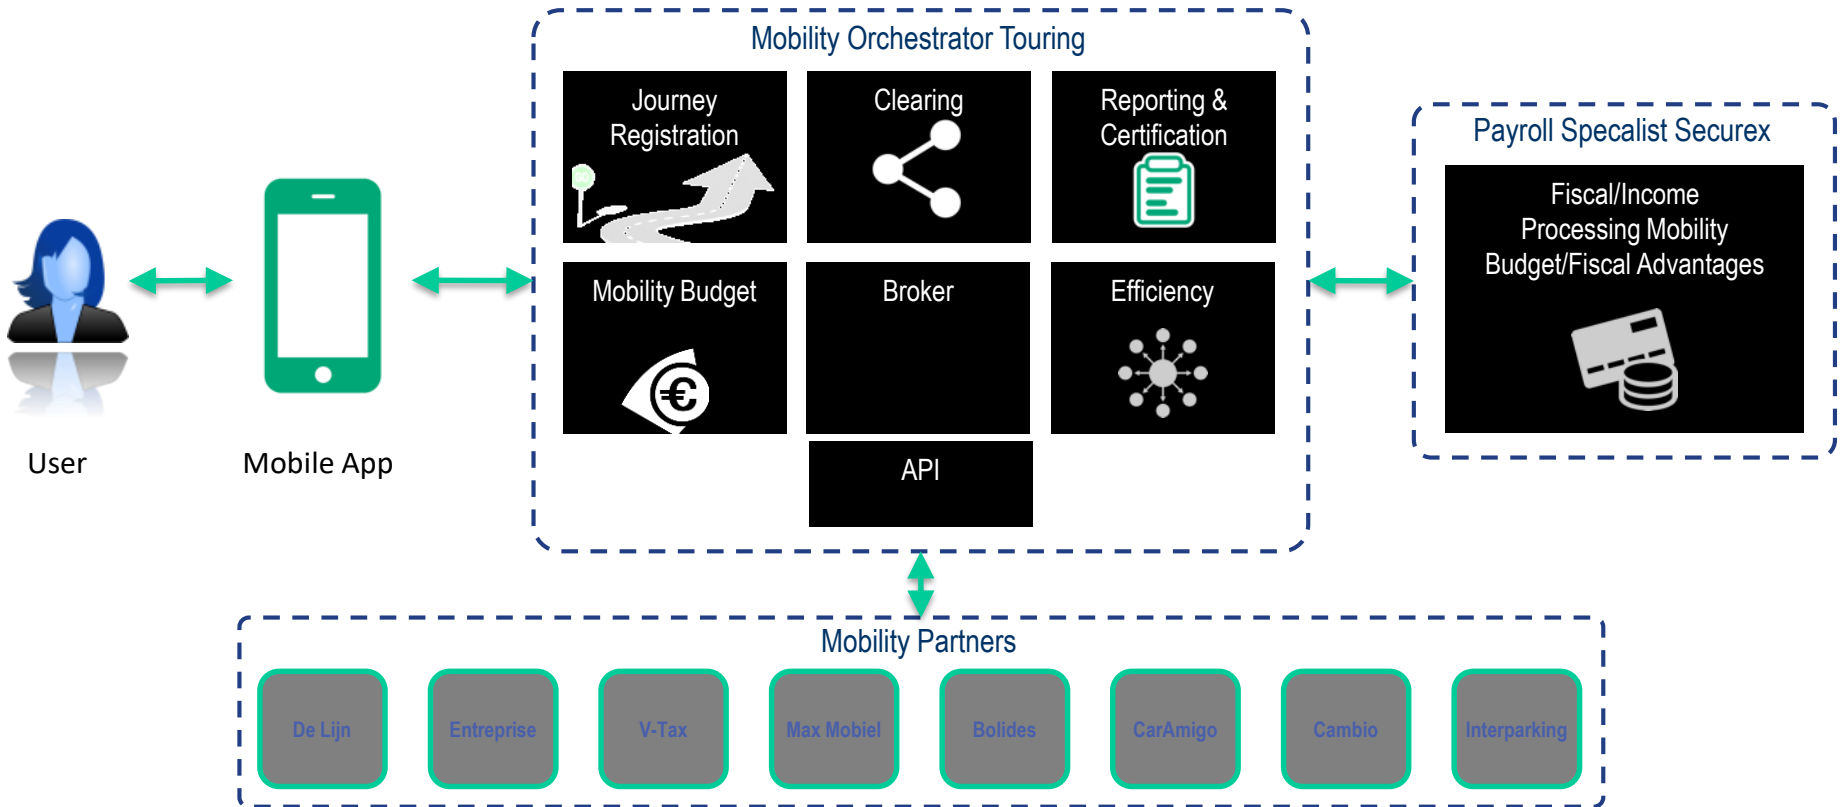 Mobility Orchestrator Touring
Journey
Registration
GO
Clearing
Reporting &
Certification
Mobility Budget
€
Broker
Efficiency
API
Payroll Specalist Securex
Fiscal/Income
Processing Mobility
Budget/Fiscal Advantages
User
Mobile App
Mobility Partners
De Lijn
Entreprise
V-Tax
Max Mobiel
Bolides
CarAmigo
Cambio
Interparking